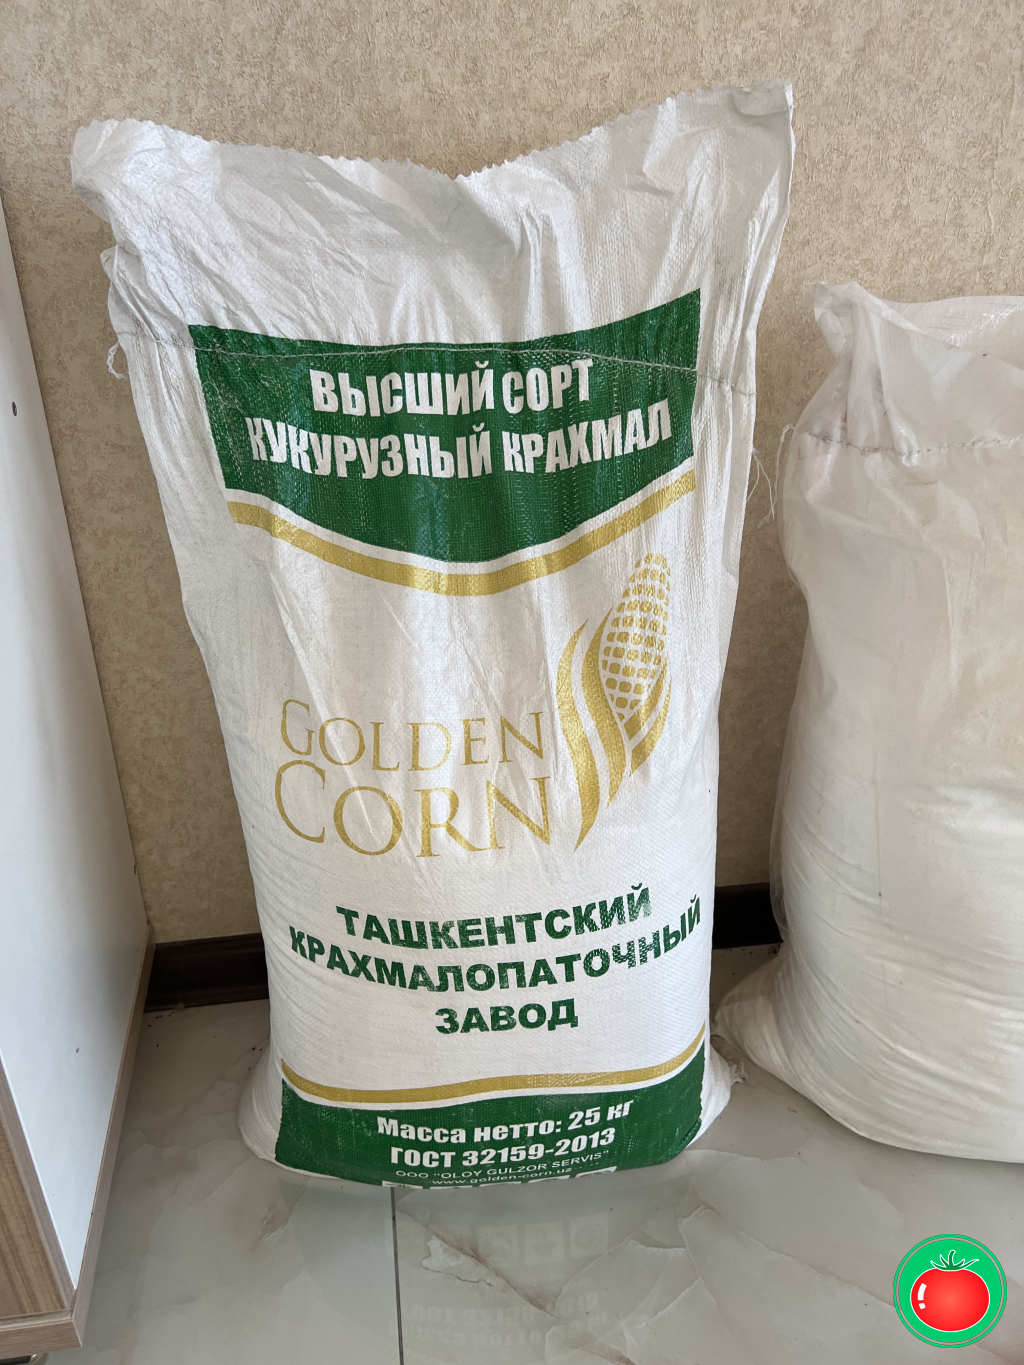 ВЫСШИЙ СОРТ
КУКУРУЗНЫЙ КРАХМАЛ
GOLDEN
CORN
ТАШКЕНТСКИЙ
КРАХМАЛОПАТОЧНЫЙ
ЗАВОД
Масса нетто: 25 кг
ГОСТ 32159-2013
ООО "OLOY GULZOR SERVIS"
www.golden-corn.uz